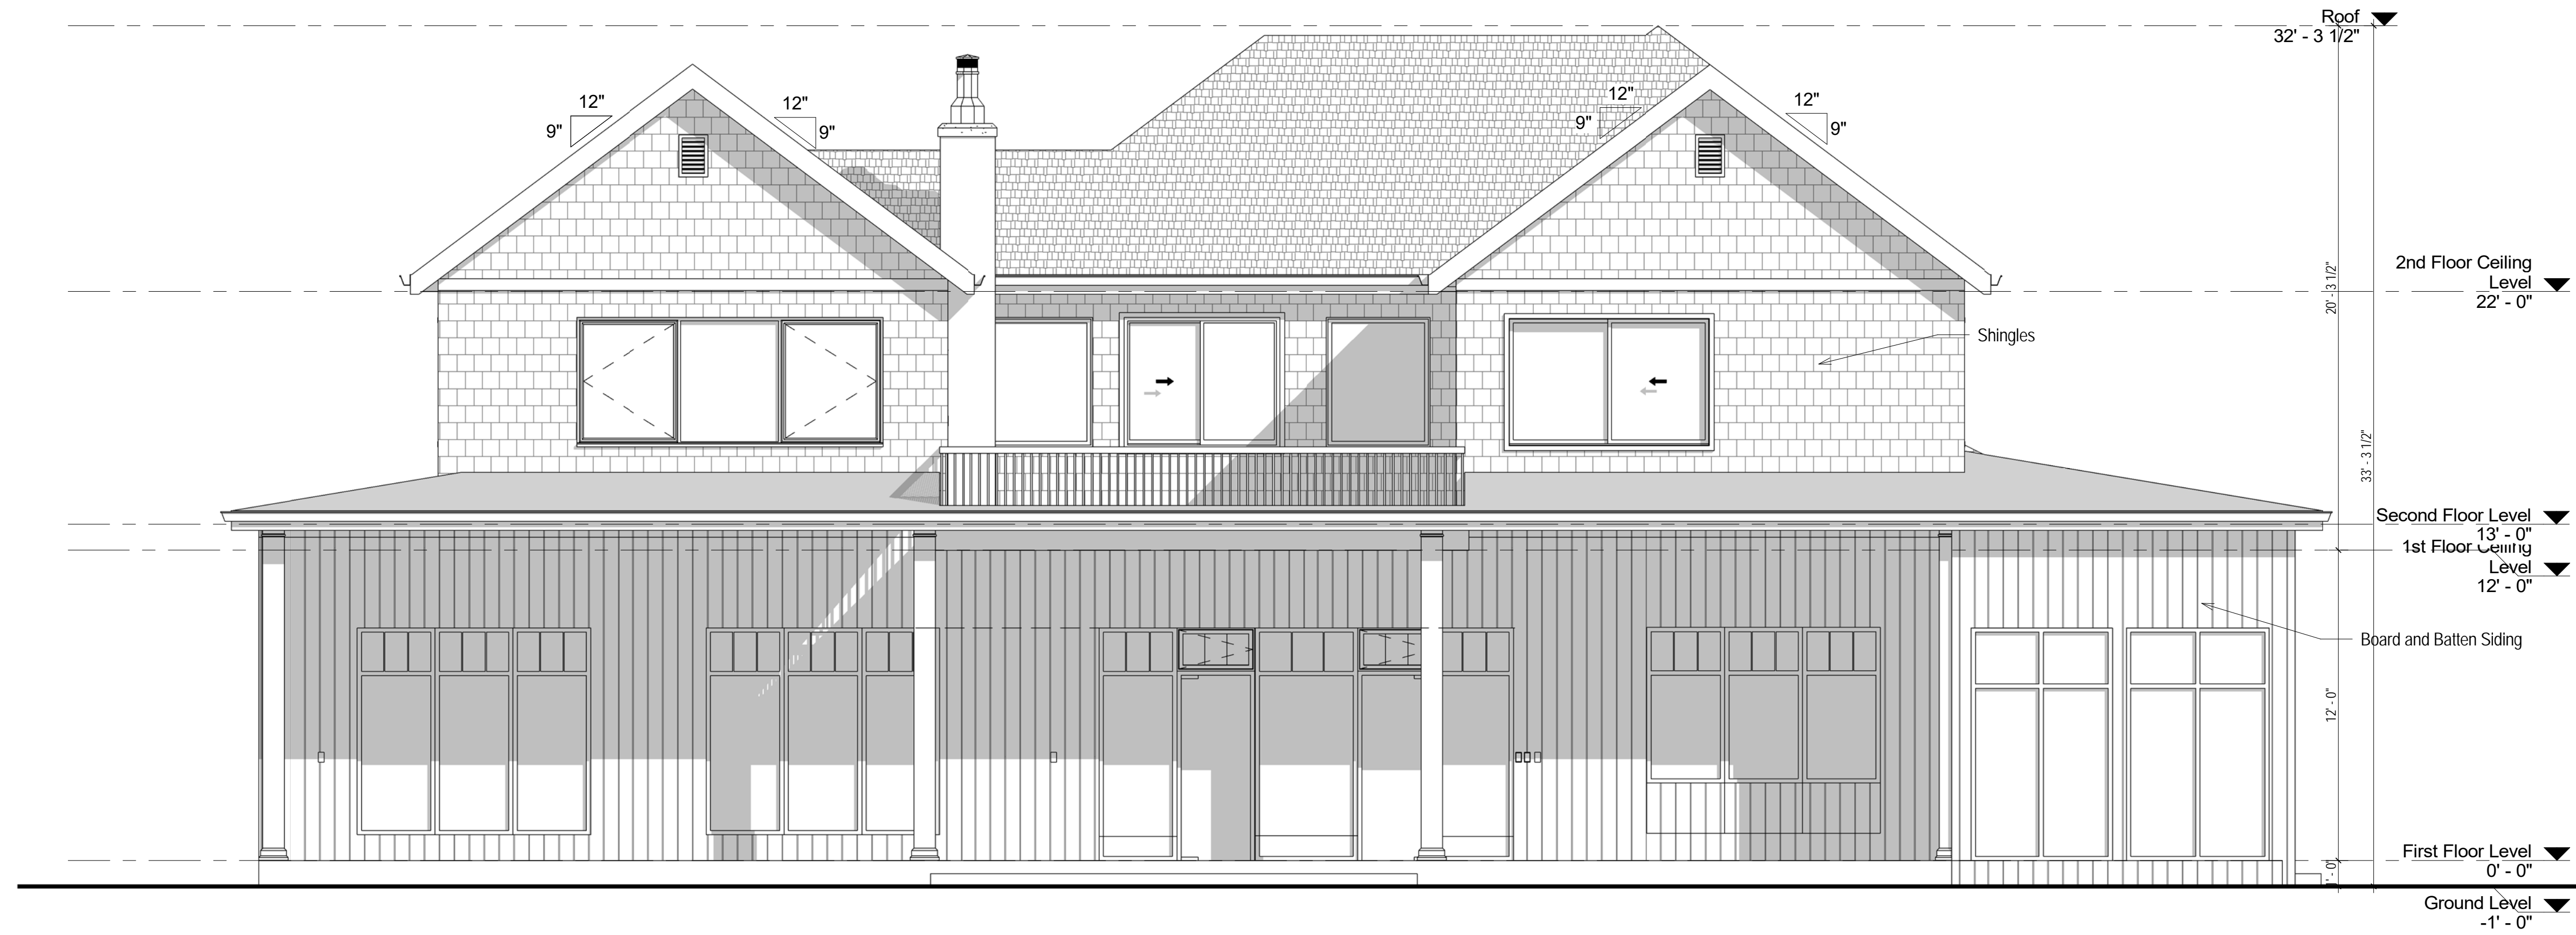 Roof
32' - 3 1/2"
12"
9"
12"
9"
12"
9"
12"
9"
2nd Floor Ceiling
Level
22' - 0"
20' - 3 1/2"
Shingles
33' - 3 1/2"
Second Floor Level
13' - 0"
1st Floor Ceiling
Level
12' - 0"
Board and Batten Siding
12' - 0"
First Floor Level
0' - 0"
1' - 0"
Ground Level
-1' - 0"